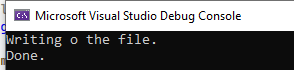 Microsoft Visual Studio Debug Console
Writing o the file.
Done.